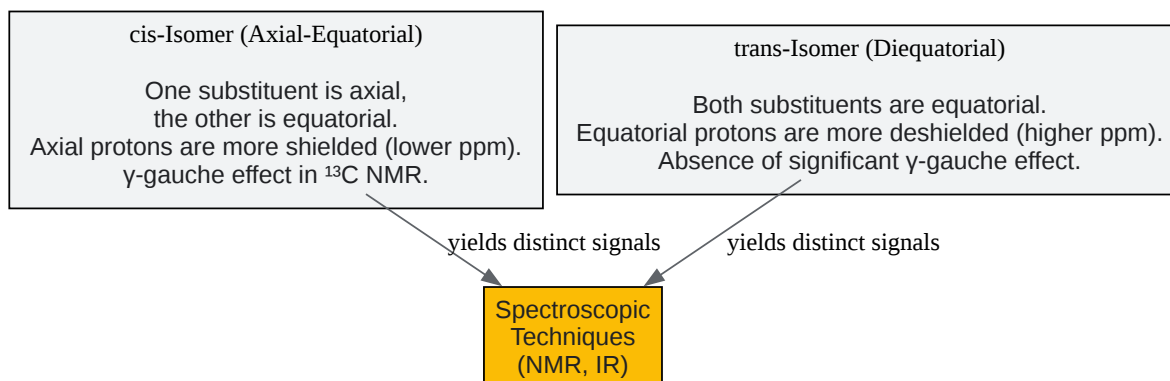 cis-Isomer (Axial-Equatorial)
One substituent is axial,
the other is equatorial.
Axial protons are more shielded (lower ppm).
γ-gauche effect in ¹³C NMR.
trans-Isomer (Diequatorial)
Both substituents are equatorial.
Equatorial protons are more deshielded (higher ppm).
Absence of significant γ-gauche effect.
yields distinct signals
yields distinct signals
Spectroscopic
Techniques
(NMR, IR)